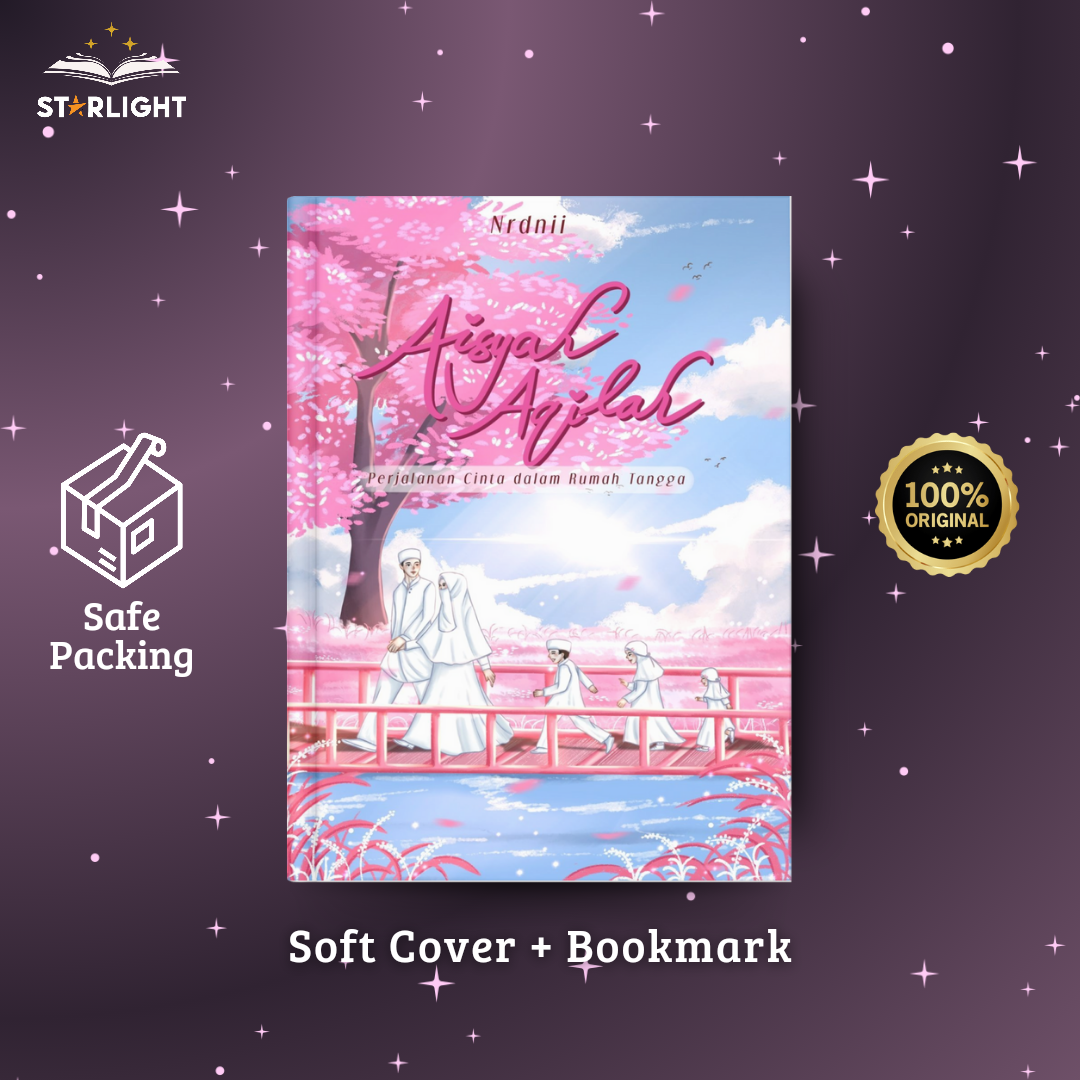 STARLIGHT
Nrdnii
Aisyah
Aqilah
Perjalanan Cinta dalam Rumah Tangga
100%
ORIGINAL
Safe
Packing
Soft Cover + Bookmark